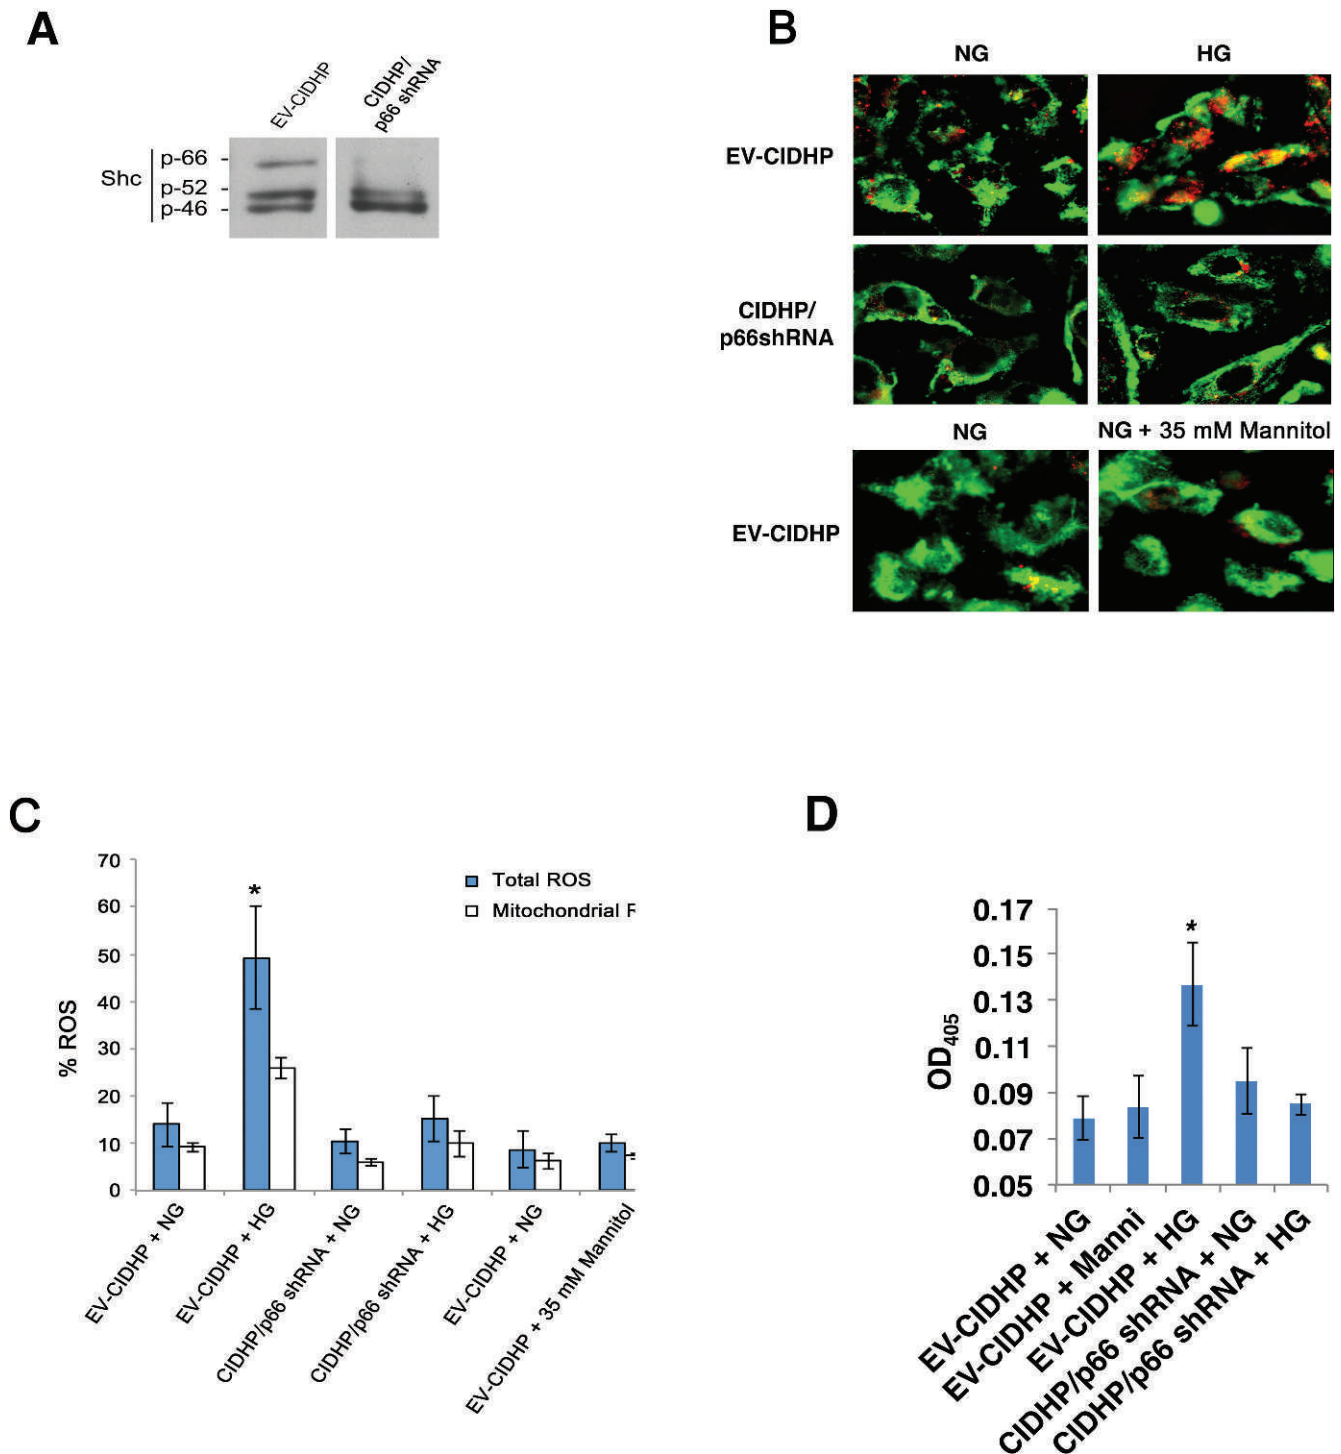 A
EV-CIDHP
CIDHP/
p66 shRNA
Shc
p-66
p-52
p-46
B
NG
HG
EV-CIDHP
CIDHP/
p66shRNA
NG
NG + 35 mM Mannitol
EV-CIDHP
C
70
60
50
40
30
20
10
0
% ROS
*
Total ROS
Mitochondrial F
EV-CIDHP + NG
EV-CIDHP + HG
CIDHP/p66 shRNA + NG
CIDHP/p66 shRNA + HG
EV-CIDHP + NG
EV-CIDHP + 35 mM Mannitol
D
0.17
0.15
0.13
0.11
0.09
0.07
0.05
OD405
*
EV-CIDHP + NG
EV-CIDHP + Manni
EV-CIDHP + HG
CIDHP/p66 shRNA + NG
CIDHP/p66 shRNA + HG